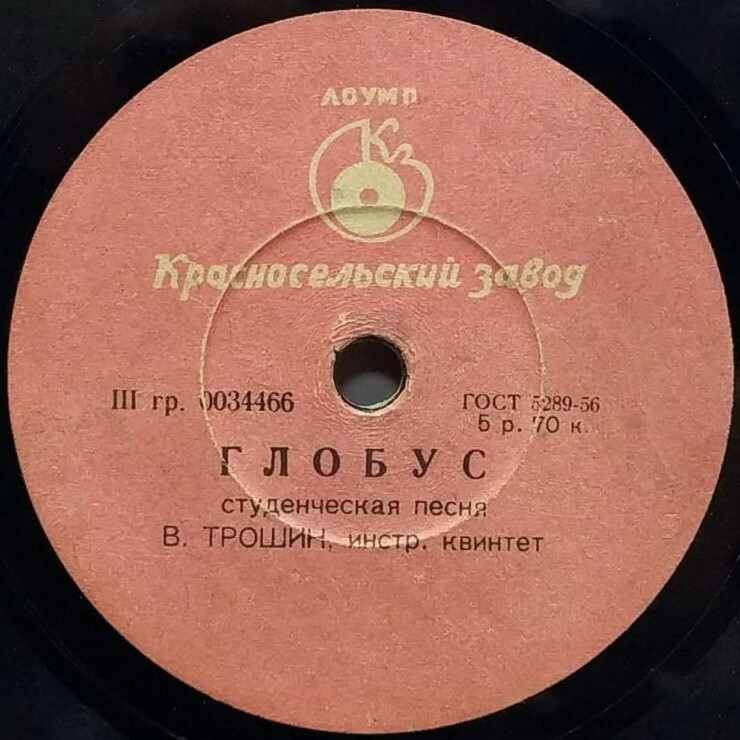 ЛОУМП
КЗ
Красносельский завод
III гр. 0034466
ГОСТ 5289-56
5 р. 70 к.
ГЛОБУС
студенческая песня
В. ТРОШИН, инстр. квинтет